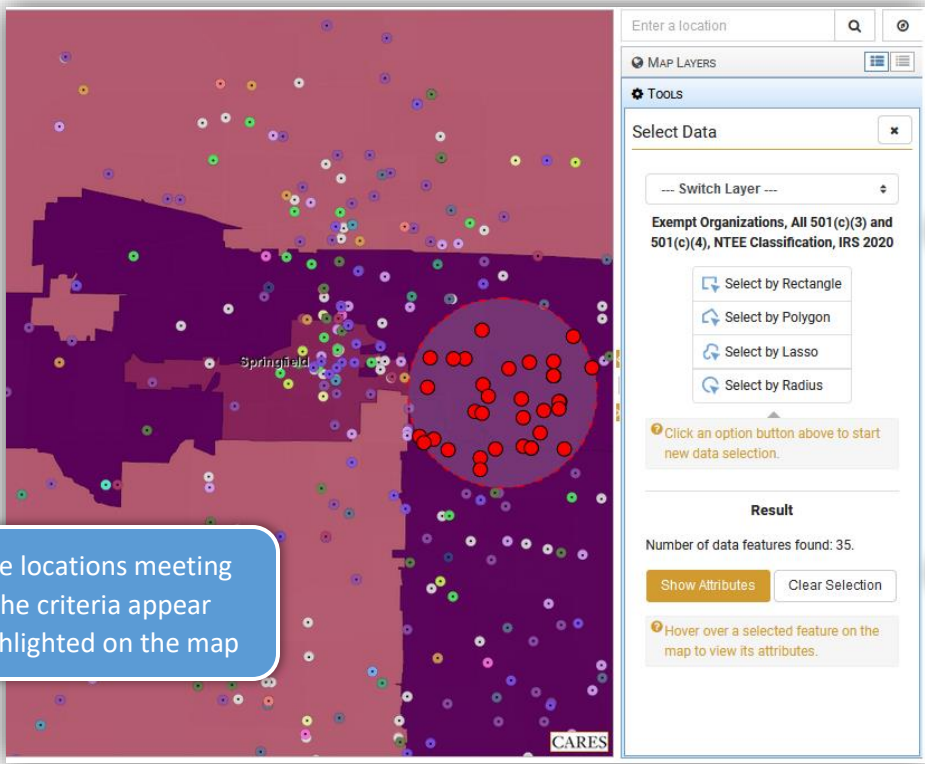 Enter a location
MAP LAYERS
TOOLS
Select Data
--- Switch Layer ---
Exempt Organizations, All 501(c)(3) and
501(c)(4), NTEE Classification, IRS 2020
Select by Rectangle
Select by Polygon
Select by Lasso
Select by Radius
Click an option button above to start
new data selection.
Result
Number of data features found: 35.
Show Attributes
Clear Selection
Hover over a selected feature on the
map to view its attributes.
Springfield
e locations meeting
he criteria appear
hlighted on the map
CARES